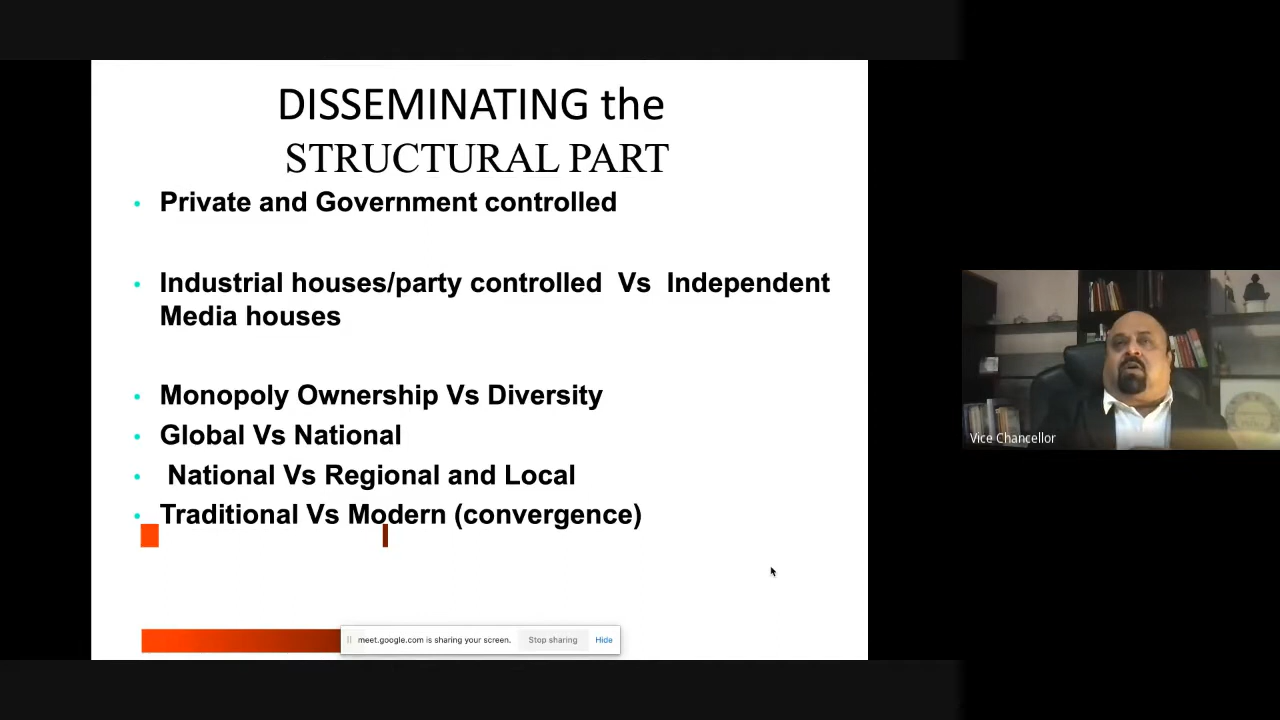 DISSEMINATING the
STRUCTURAL PART
• Private and Government controlled
• Industrial houses/party controlled Vs Independent
Media houses
• Monopoly Ownership Vs Diversity
• Global Vs National
• National Vs Regional and Local
• Traditional Vs Modern (convergence)
Vice Chancellor
meet.google.com is sharing your screen. Stop sharing Hide